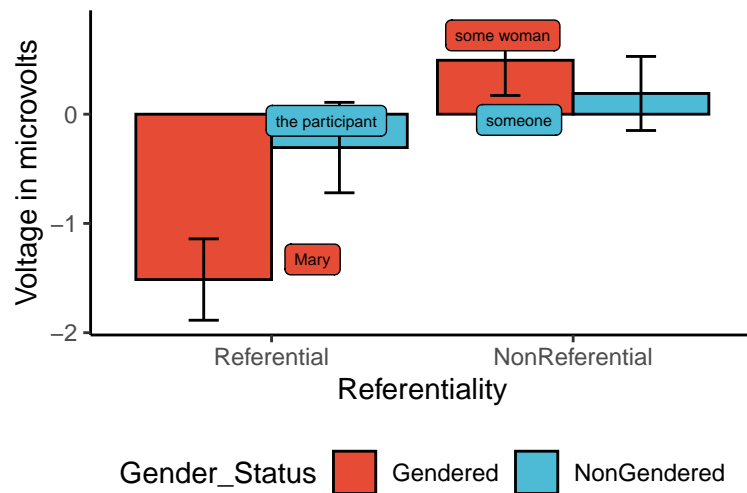 Voltage in microvolts
0
−1
−2
some woman
the participant
someone
Mary
Referential
NonReferential
Referentiality
Gender_Status
Gendered
NonGendered